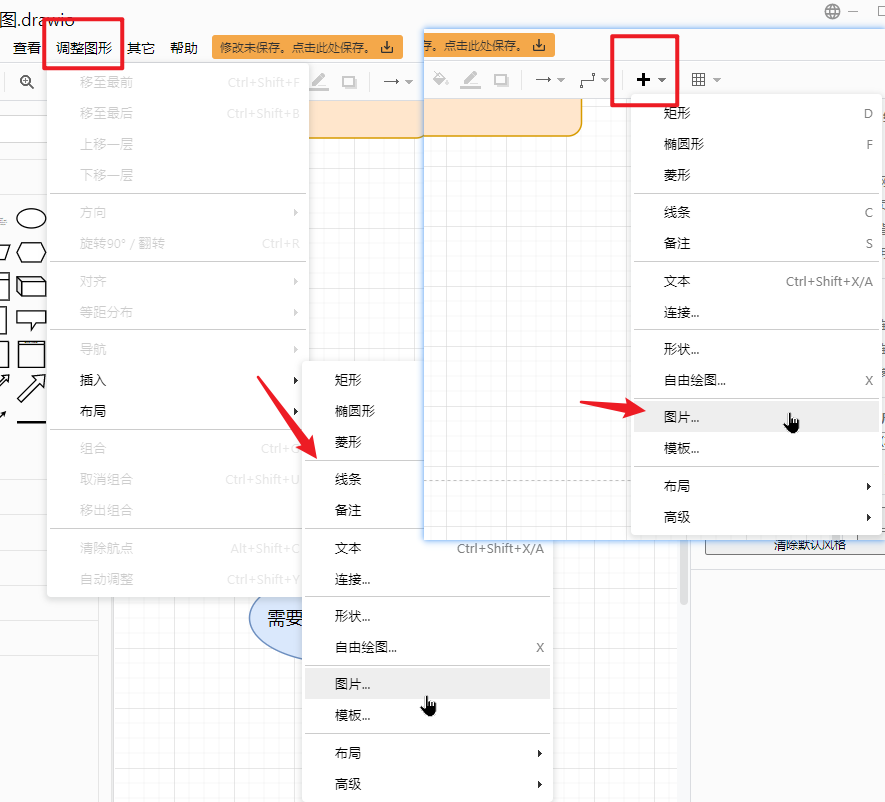 图.drawio
查看 调整图形 其它 帮助 修改未保存。点击此处保存。
移至最前 Ctrl+Shift+F
移至最后 Ctrl+Shift+B
上移一层
下移一层
方向
旋转90° / 翻转 Ctrl+R
对齐
等距分布
导航
插入
布局
组合
取消组合 Ctrl+Shift+U
移出组合
清除航点 Alt+Shift+C
自动调整 Ctrl+Shift+Y
需要
矩形
椭圆形
菱形
线条
备注
文本 Ctrl+Shift+X/A
连接...
形状...
自由绘图... X
图片...
模板...
布局
高级
存。点击此处保存。
矩形 D
椭圆形 F
菱形
线条 C
备注 S
文本 Ctrl+Shift+X/A
连接...
形状...
自由绘图... X
图片...
模板...
布局
高级
清除默认风格